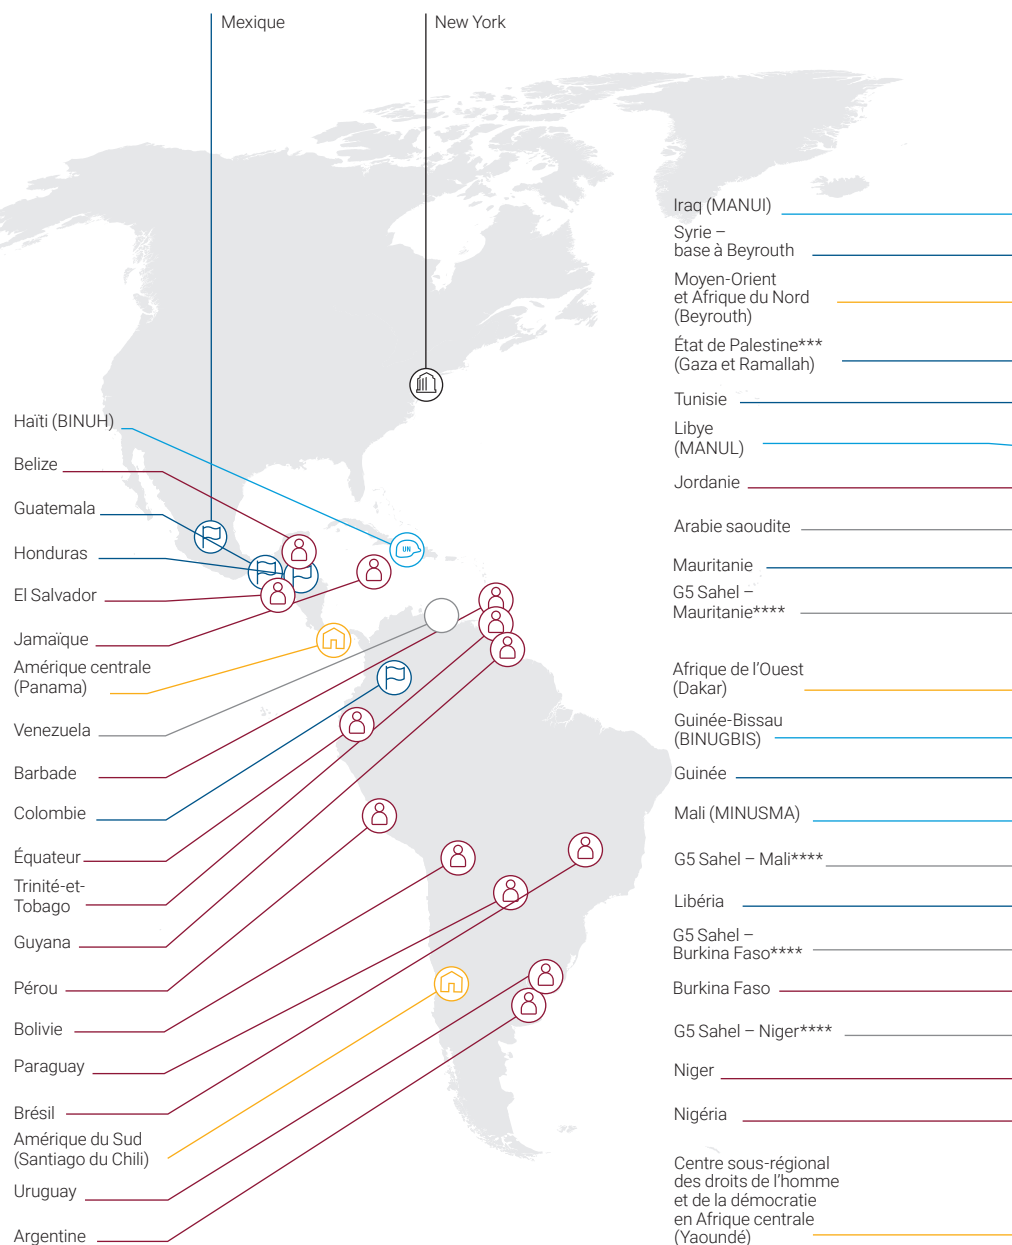 Mexique
New York
Haïti (BINUH)
Belize
Guatemala
Honduras
El Salvador
Jamaïque
Amérique centrale
(Panama)
Venezuela
Barbade
Colombie
Équateur
Trinité-et-
Tobago
Guyana
Pérou
Bolivie
Paraguay
Brésil
Amérique du Sud
(Santiago du Chili)
Uruguay
Argentine
UN
Iraq (MANUI)
Syrie –
base à Beyrouth
Moyen-Orient
et Afrique du Nord
(Beyrouth)
État de Palestine***
(Gaza et Ramallah)
Tunisie
Libye
(MANUL)
Jordanie
Arabie saoudite
Mauritanie
G5 Sahel –
Mauritanie****
Afrique de l’Ouest
(Dakar)
Guinée-Bissau
(BINUGBIS)
Guinée
Mali (MINUSMA)
G5 Sahel – Mali****
Libéria
G5 Sahel –
Burkina Faso****
Burkina Faso
G5 Sahel – Niger****
Niger
Nigéria
Centre sous-régional
des droits de l’homme
et de la démocratie
en Afrique centrale
(Yaoundé)